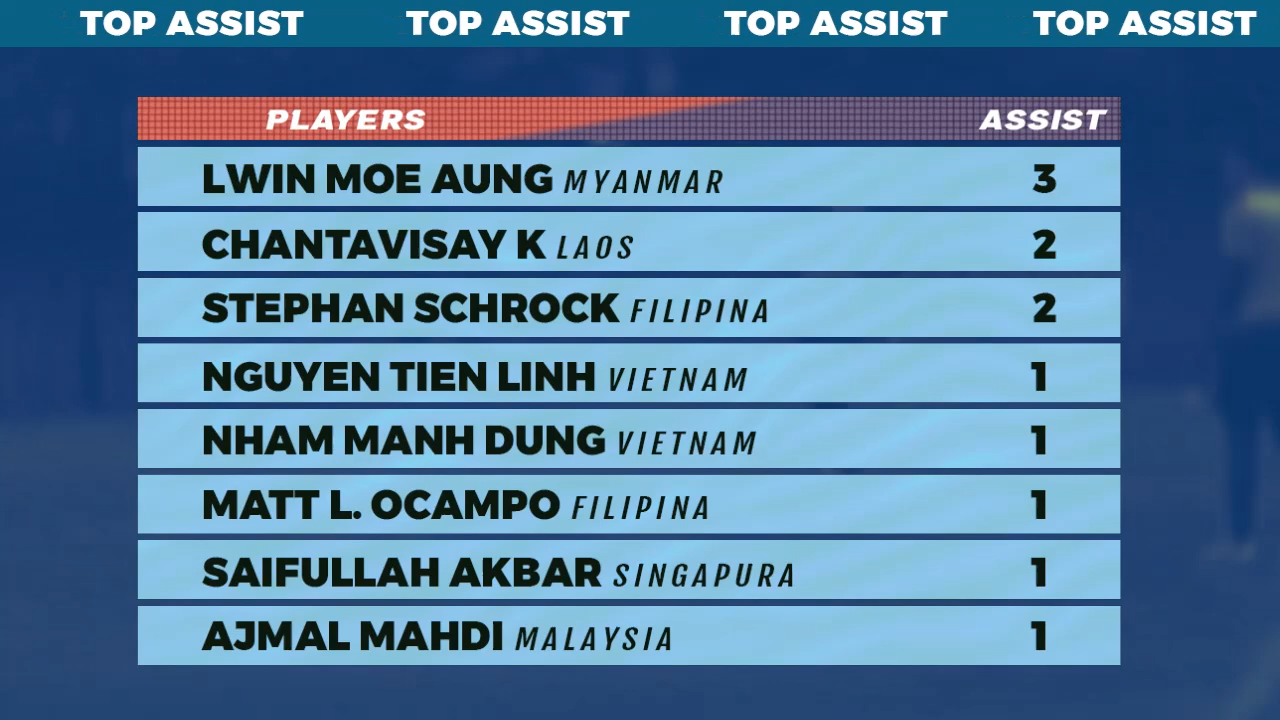 TOP ASSIST TOP ASSIST TOP ASSIST TOP ASSIST
PLAYERS ASSIST
LWIN MOE AUNG MYANMAR 3
CHANTAVISAY K LAOS 2
STEPHAN SCHROCK FILIPINA 2
NGUYEN TIEN LINH VIETNAM 1
NHAM MANH DUNG VIETNAM 1
MATT L. OCAMPO FILIPINA 1
SAIFULLAH AKBAR SINGAPURA 1
AJMAL MAHDI MALAYSIA 1